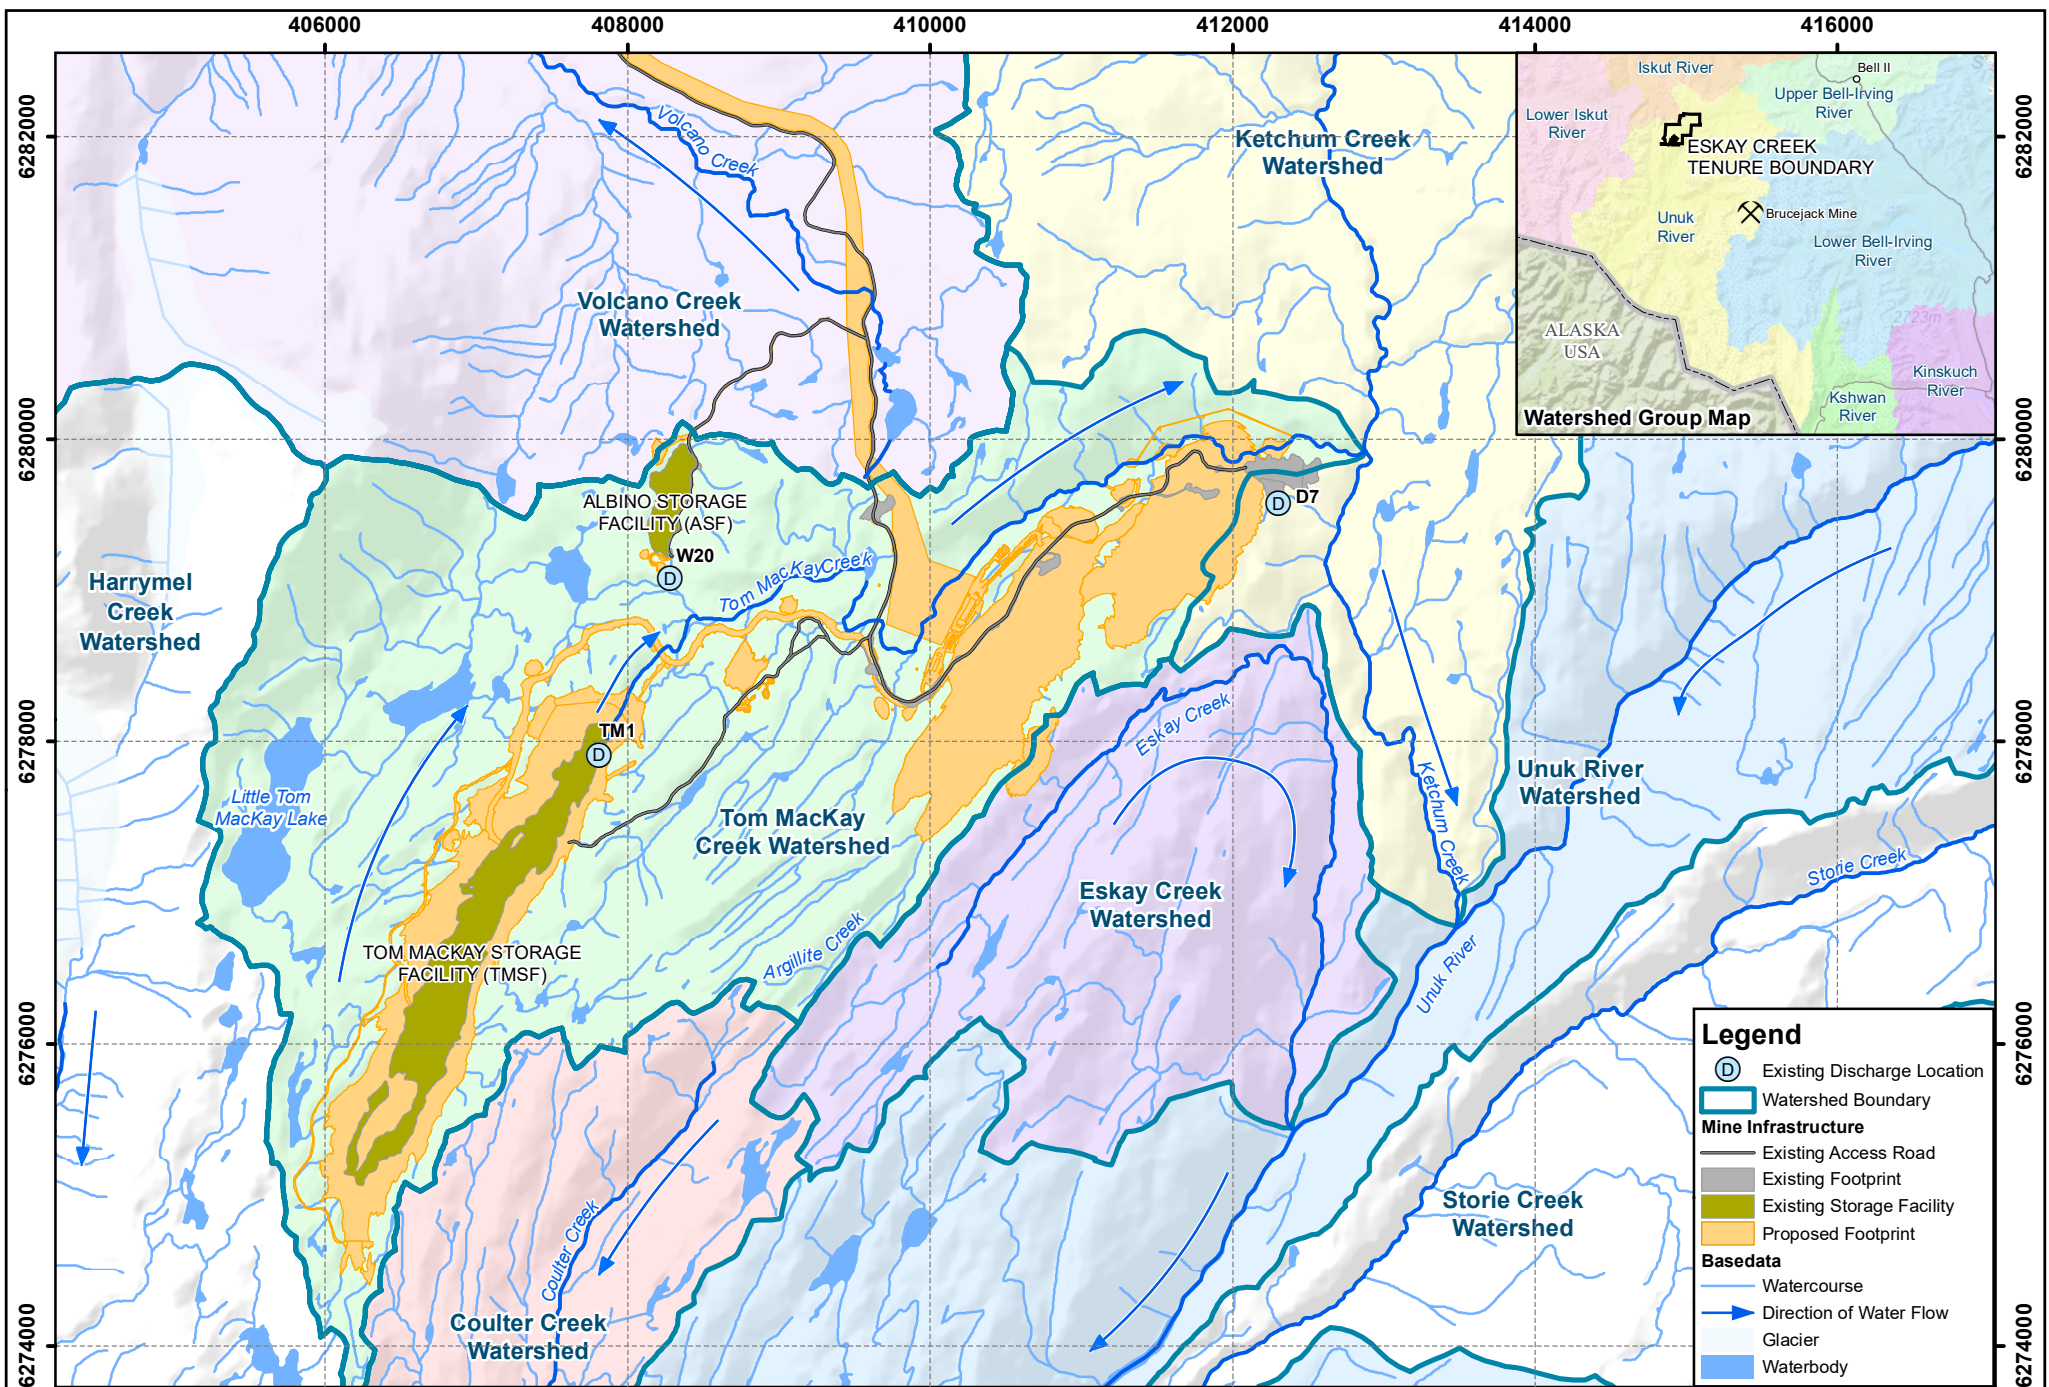 406000
408000
410000
412000
414000
416000
6282000
6280000
6278000
6276000
6274000
6282000
6280000
6278000
6276000
6274000
Volcano Creek
Ketchum Creek
Watershed
Volcano Creek
Watershed
ALBINO STORAGE
FACILITY (ASF)
W20
D
D7
D
Tom MacKay Creek
Harrymel
Creek
Watershed
TM1
D
Little Tom
MacKay Lake
Tom MacKay
Creek Watershed
Eskay Creek
Ketchum Creek
Unuk River
Watershed
Storie Creek
Eskay Creek
Watershed
Argillite Creek
TOM MACKAY STORAGE
FACILITY (TMSF)
Unuk River
Coulter Creek
Storie Creek
Watershed
Coulter Creek
Watershed
Iskut River
Bell II
Upper Bell-Irving
River
Lower Iskut
River
ESKAY CREEK
TENURE BOUNDARY
Brucejack Mine
Unuk
River
Lower Bell-Irving
River
2723m
ALASKA
USA
Kinskuch
River
Kshwan
River
Watershed Group Map
Legend
D Existing Discharge Location
Watershed Boundary
Mine Infrastructure
Existing Access Road
Existing Footprint
Existing Storage Facility
Proposed Footprint
Basedata
Watercourse
Direction of Water Flow
Glacier
Waterbody